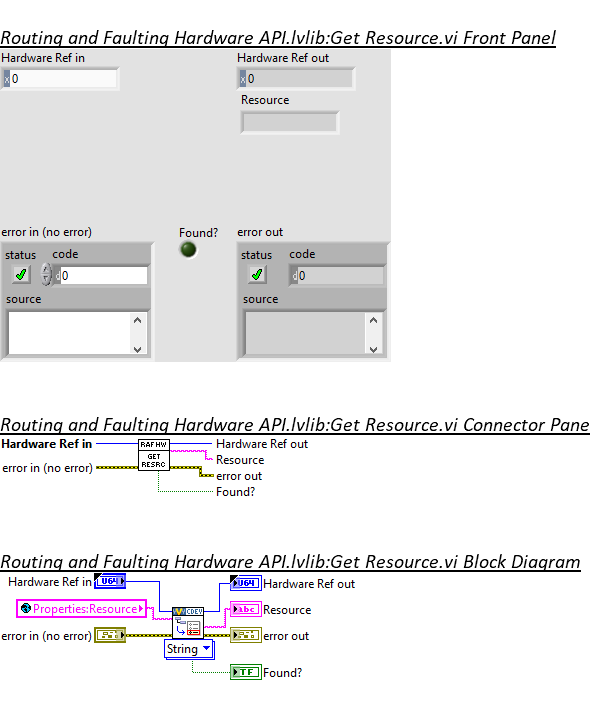 Routing and Faulting Hardware API.lvlib:Get Resource.vi Front Panel
Hardware Ref in
Hardware Ref out
x 0
x 0
Resource
error in (no error)
Found?
error out
status
code
status
code
d 0
d 0
source
source
Routing and Faulting Hardware API.lvlib:Get Resource.vi Connector Pane
Hardware Ref in
RAF HW
Hardware Ref out
GET
Resource
error in (no error)
RESRC
error out
Found?
Routing and Faulting Hardware API.lvlib:Get Resource.vi Block Diagram
Hardware Ref in
U64
U64
Hardware Ref out
Properties:Resource
CDEV
abc
Resource
error in (no error)
error out
String
TF
Found?